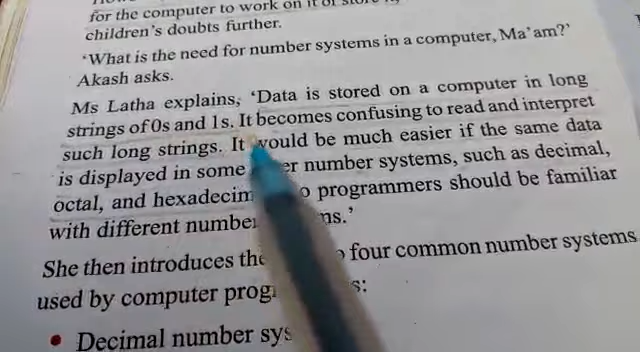 for the computer to work on it or
children's doubts further.
'What is the need for number systems in a computer, Ma'am?'
Akash asks.
Ms Latha explains, 'Data is stored on a computer in long
strings of 0s and 1s. It becomes confusing to read and interpret
such long strings. It would be much easier if the same data
is displayed in some er number systems, such as decimal,
octal, and hexadecim o programmers should be familiar
with different number ns.'
She then introduces the four common number systems
used by computer prog s:
• Decimal number sys